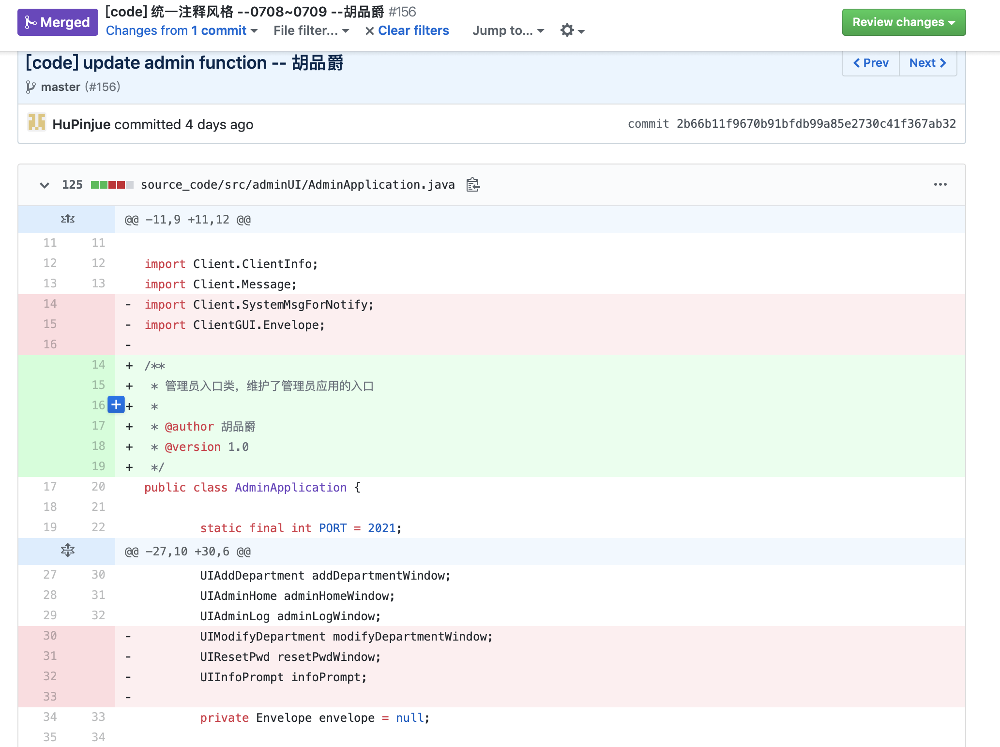 Merged
[code] 统一注释风格 --0708~0709 --胡品爵 #156
Changes from 1 commit File filter... × Clear filters Jump to...
Review changes
[code] update admin function -- 胡品爵
Prev Next
master (#156)
HuPinjue committed 4 days ago
commit 2b66b11f9670b91bfdb99a85e2730c41f367ab32
125 source_code/src/adminUI/AdminApplication.java ...
@@ -11,9 +11,12 @@
11 11
12 12 import Client.ClientInfo;
13 13 import Client.Message;
14 - import Client.SystemMsgForNotify;
15 - import ClientGUI.Envelope;
16 -
14 + /**
15 + * 管理员入口类，维护了管理员应用的入口
16 + *
17 + * @author 胡品爵
18 + * @version 1.0
19 + */
17 20 public class AdminApplication {
18 21
19 22 static final int PORT = 2021;
@@ -27,10 +30,6 @@
27 30 UIAddDepartment addDepartmentWindow;
28 31 UIAdminHome adminHomeWindow;
29 32 UIAdminLog adminLogWindow;
30 - UIModifyDepartment modifyDepartmentWindow;
31 - UIResetPwd resetPwdWindow;
32 - UIInfoPrompt infoPrompt;
33 -
34 33 private Envelope envelope = null;
35 34